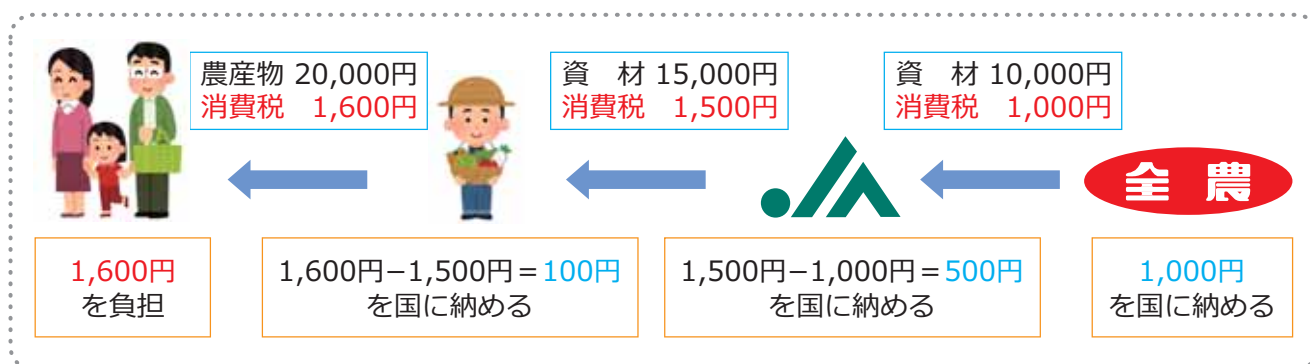 農産物 20,000円
消費税 1,600円
資 材 15,000円
消費税 1,500円
資 材 10,000円
消費税 1,000円
全農
1,600円
を負担
1,600円−1,500円=100円
を国に納める
1,500円−1,000円=500円
を国に納める
1,000円
を国に納める